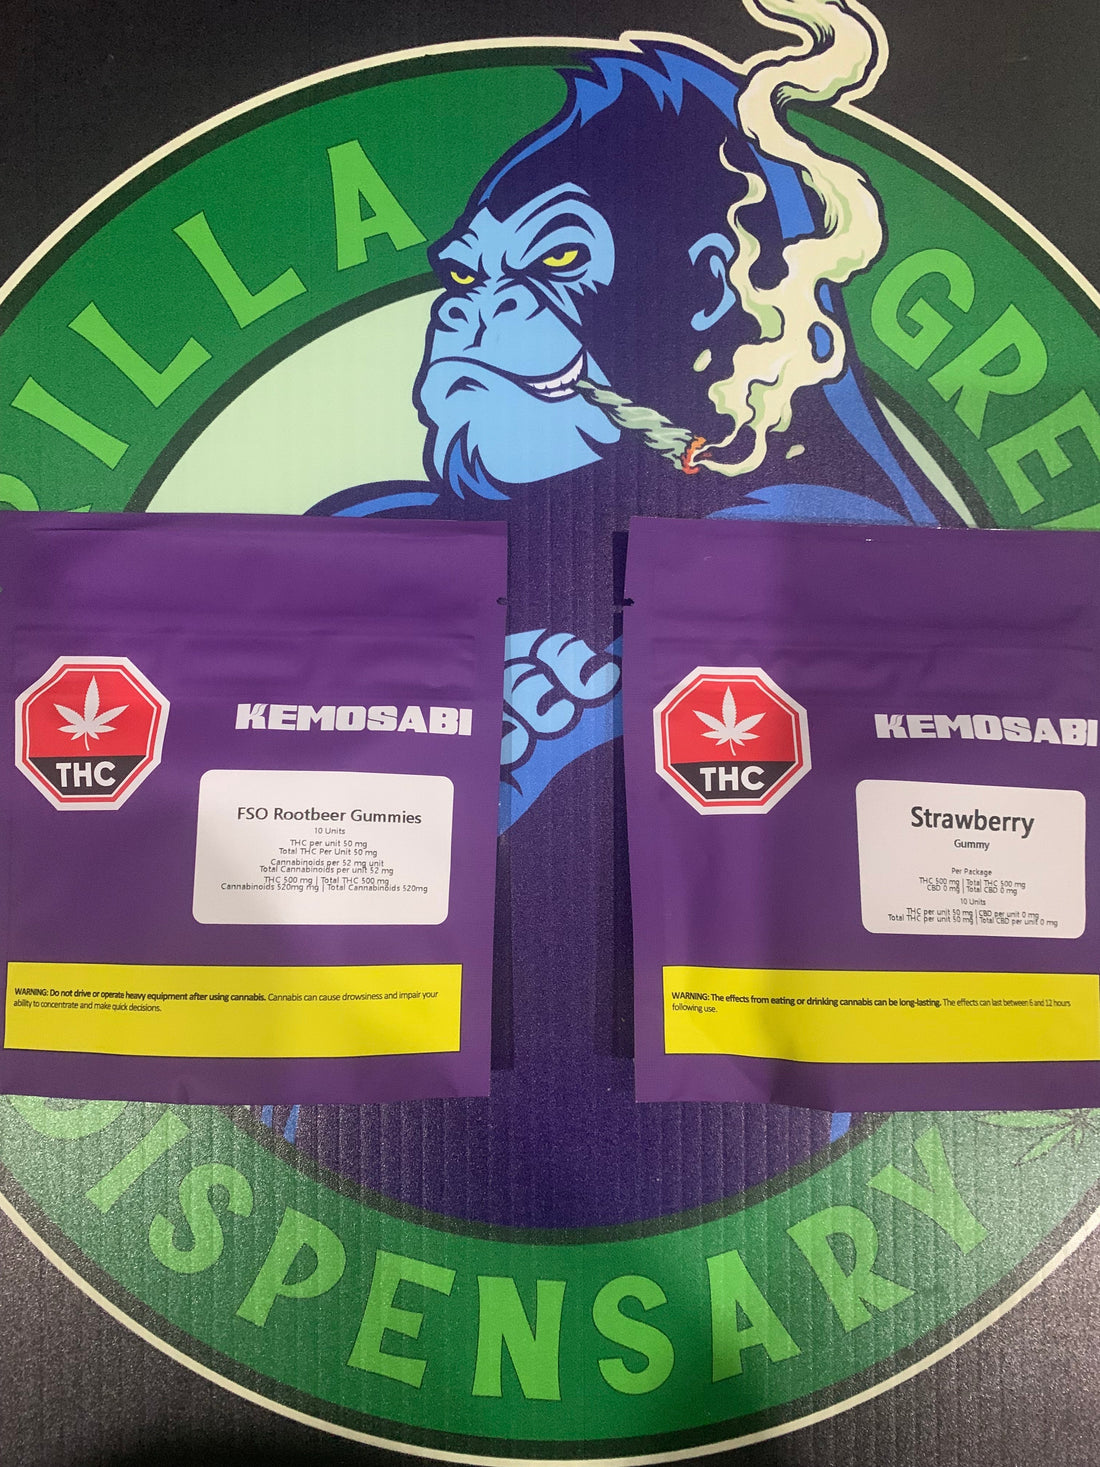 RILLA GREE
DISPENSARY
THC
KEMOSABI
FSO Rootbeer Gummies
10 Units
THC per unit 50 mg
Total THC Per Unit 50 mg
Cannabinoids per 52 mg unit
Total Cannabinoids per unit 52 mg
THC 500 mg | Total THC 500 mg
Cannabinoids 520mg mg | Total Cannabinoids 520mg
WARNING: Do not drive or operate heavy equipment after using cannabis. Cannabis can cause drowsiness and impair your
ability to concentrate and make quick decisions.
THC
KEMOSABI
Strawberry
Gummy
Per Package
THC 500 mg | Total THC 500 mg
CBD 0 mg | Total CBD 0 mg
10 Units
THC per unit 50 mg | CBD per unit 0 mg
Total THC per unit 50 mg | Total CBD per unit 0 mg
WARNING: The effects from eating or drinking cannabis can be long-lasting. The effects can last between 6 and 12 hours
following use.